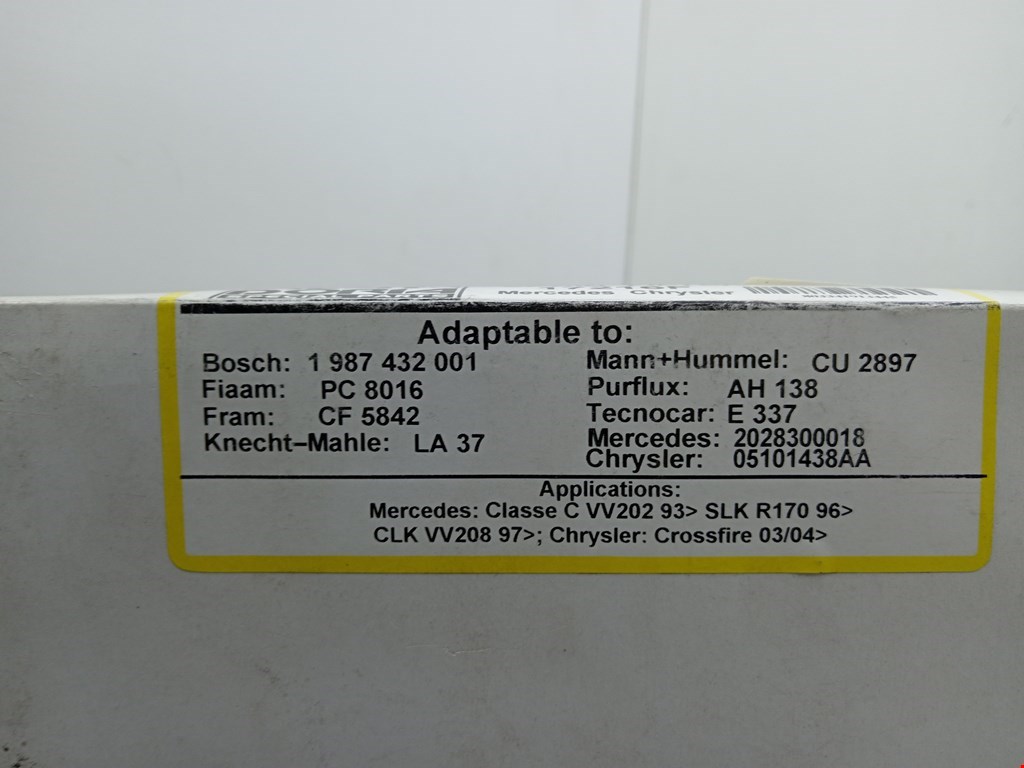 Mercedes Chrysler
Adaptable to:
Bosch: 1 987 432 001
Fiaam: PC 8016
Fram: CF 5842
Knecht–Mahle: LA 37
Mann+Hummel: CU 2897
Purflux: AH 138
Tecnocar: E 337
Mercedes: 2028300018
Chrysler: 05101438AA
Applications:
Mercedes: Classe C VV202 93> SLK R170 96>
CLK VV208 97>; Chrysler: Crossfire 03/04>